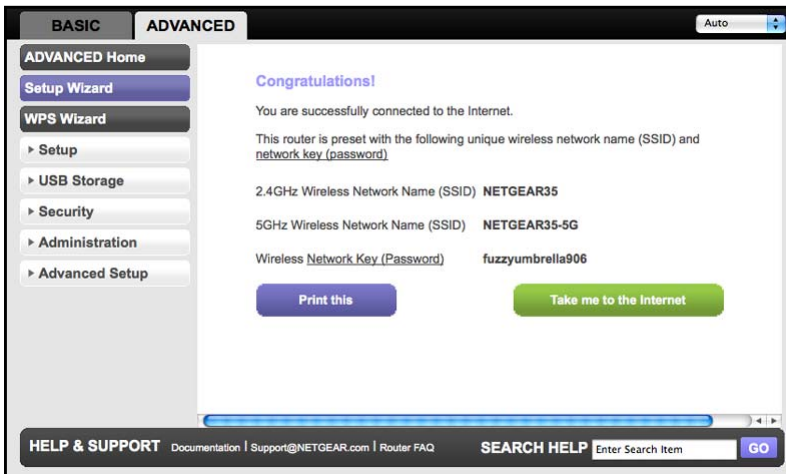 BASIC ADVANCED Auto
ADVANCED Home
Setup Wizard
WPS Wizard
Setup
USB Storage
Security
Administration
Advanced Setup
Congratulations!
You are successfully connected to the Internet.
This router is preset with the following unique wireless network name (SSID) and
network key (password)
2.4GHz Wireless Network Name (SSID) NETGEAR35
5GHz Wireless Network Name (SSID) NETGEAR35-5G
Wireless Network Key (Password) fuzzyumbrella906
Print this Take me to the Internet
HELP & SUPPORT Documentation | Support@NETGEAR.com | Router FAQ SEARCH HELP Enter Search Item GO